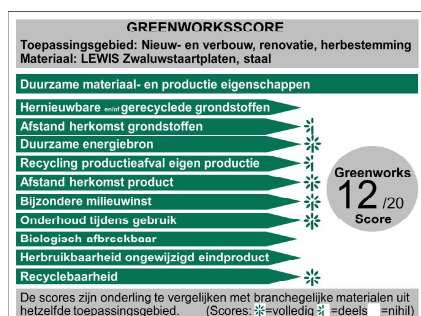 GREENWORKSSCORE
Toepassingsgebied: Nieuw- en verbouw, renovatie, herbestemming
Materiaal: LEWIS Zwaluwstaartplaten, staal
Duurzame materiaal- en productie eigenschappen
Hernieuwbare en/of gerecyclede grondstoffen
Afstand herkomst grondstoffen
Duurzame energiebron
Recycling productieafval eigen productie
Afstand herkomst product
Bijzondere milieuwinst
Onderhoud tijdens gebruik
Biologisch afbreekbaar
Herbruikbaarheid ongewijzigd eindproduct
Recyclebaarheid
Greenworks
12 /20
Score
De scores zijn onderling te vergelijken met branchegelijke materialen uit
hetzelfde toepassingsgebied. (Scores: =volledig =deels =nihil)